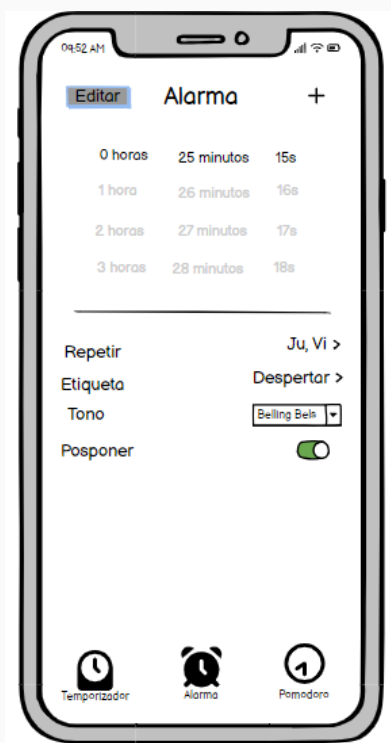 09:52 AM
Editar Alarma +
0 horas 25 minutos 15s
1 hora 26 minutos 16s
2 horas 27 minutos 17s
3 horas 28 minutos 18s
Repetir Ju, Vi >
Etiqueta Despertar >
Tono Belling Bels
Posponer
Temporizador Alarma Pomodoro